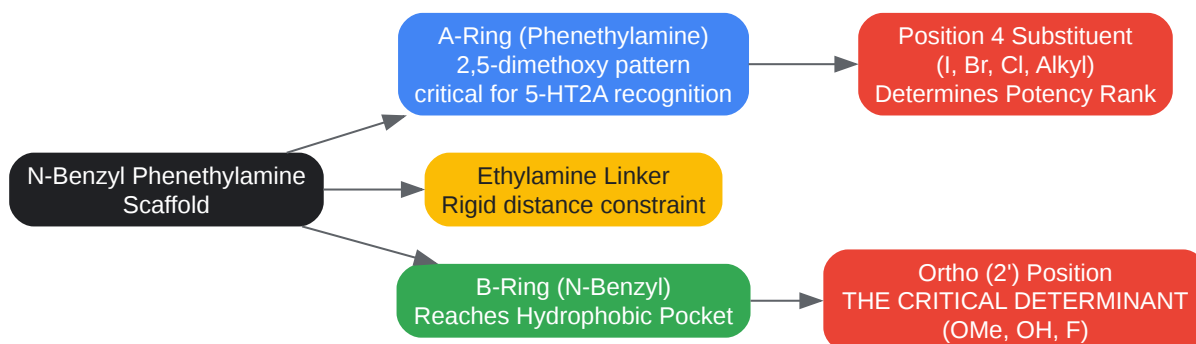 N-Benzyl Phenethylamine
Scaffold
A-Ring (Phenethylamine)
2,5-dimethoxy pattern
critical for 5-HT2A recognition
Position 4 Substituent
(I, Br, Cl, Alkyl)
Determines Potency Rank
Ethylamine Linker
Rigid distance constraint
B-Ring (N-Benzyl)
Reaches Hydrophobic Pocket
Ortho (2') Position
THE CRITICAL DETERMINANT
(OMe, OH, F)